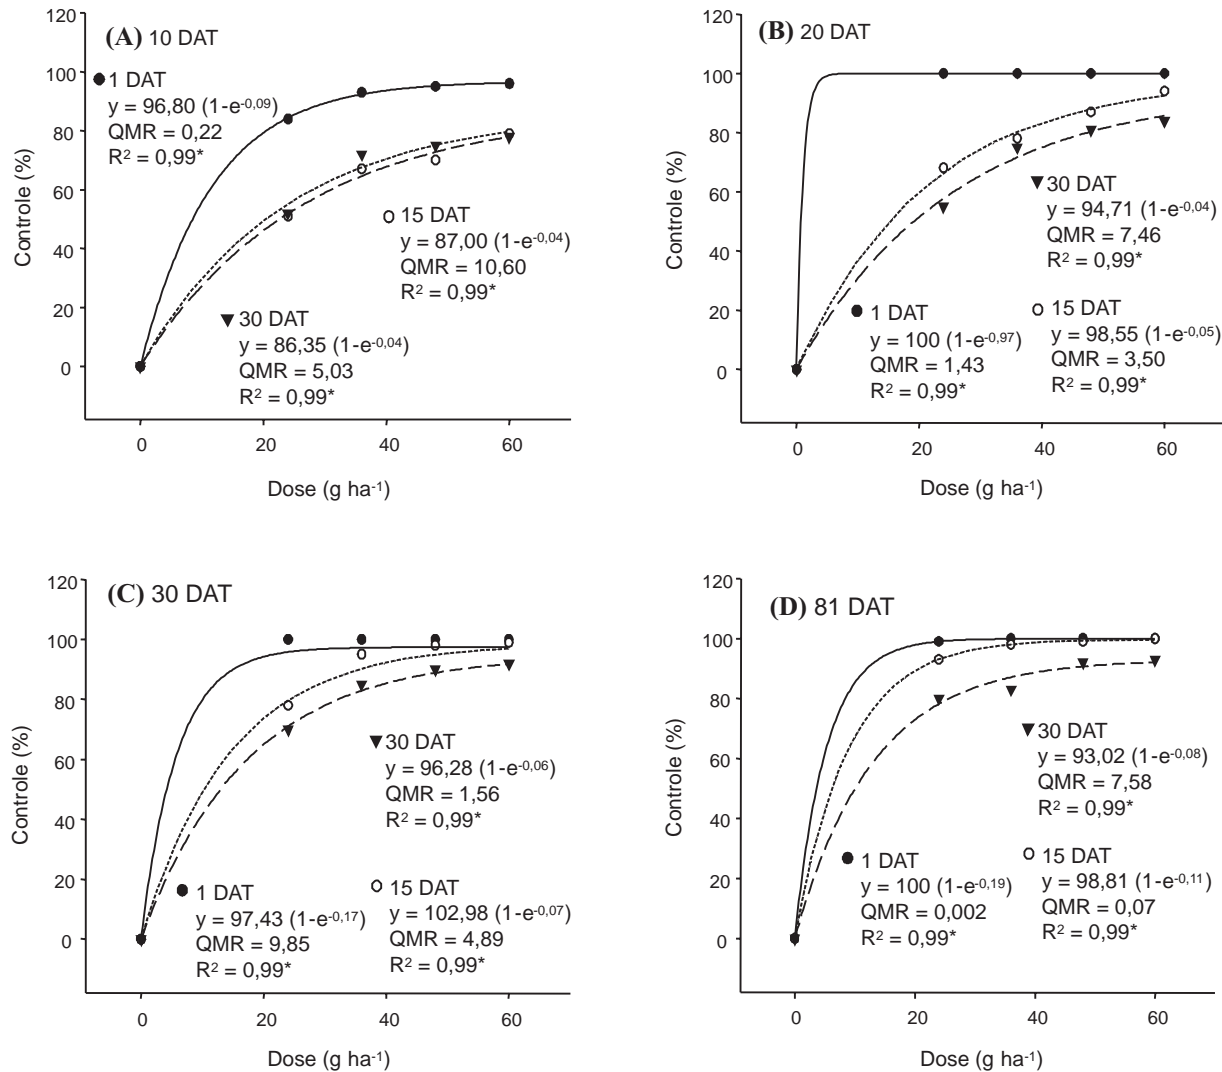 (A) 10 DAT
120
100
80
60
40
20
0
Controle (%)
1 DAT
y = 96,80 (1-e-0,09)
QMR = 0,22
R2 = 0,99*
15 DAT
y = 87,00 (1-e-0,04)
QMR = 10,60
R2 = 0,99*
30 DAT
y = 86,35 (1-e-0,04)
QMR = 5,03
R2 = 0,99*
0 20 40 60
Dose (g ha-1)
(B) 20 DAT
120
100
80
60
40
20
0
Controle (%)
30 DAT
y = 94,71 (1-e-0,04)
QMR = 7,46
R2 = 0,99*
1 DAT
y = 100 (1-e-0,97)
QMR = 1,43
R2 = 0,99*
15 DAT
y = 98,55 (1-e-0,05)
QMR = 3,50
R2 = 0,99*
0 20 40 60
Dose (g ha-1)
(C) 30 DAT
120
100
80
60
40
20
0
Controle (%)
30 DAT
y = 96,28 (1-e-0,06)
QMR = 1,56
R2 = 0,99*
1 DAT
y = 97,43 (1-e-0,17)
QMR = 9,85
R2 = 0,99*
15 DAT
y = 102,98 (1-e-0,07)
QMR = 4,89
R2 = 0,99*
0 20 40 60
Dose (g ha-1)
(D) 81 DAT
120
100
80
60
40
20
0
Controle (%)
30 DAT
y = 93,02 (1-e-0,08)
QMR = 7,58
R2 = 0,99*
1 DAT
y = 100 (1-e-0,19)
QMR = 0,002
R2 = 0,99*
15 DAT
y = 98,81 (1-e-0,11)
QMR = 0,07
R2 = 0,99*
0 20 40 60
Dose (g ha-1)